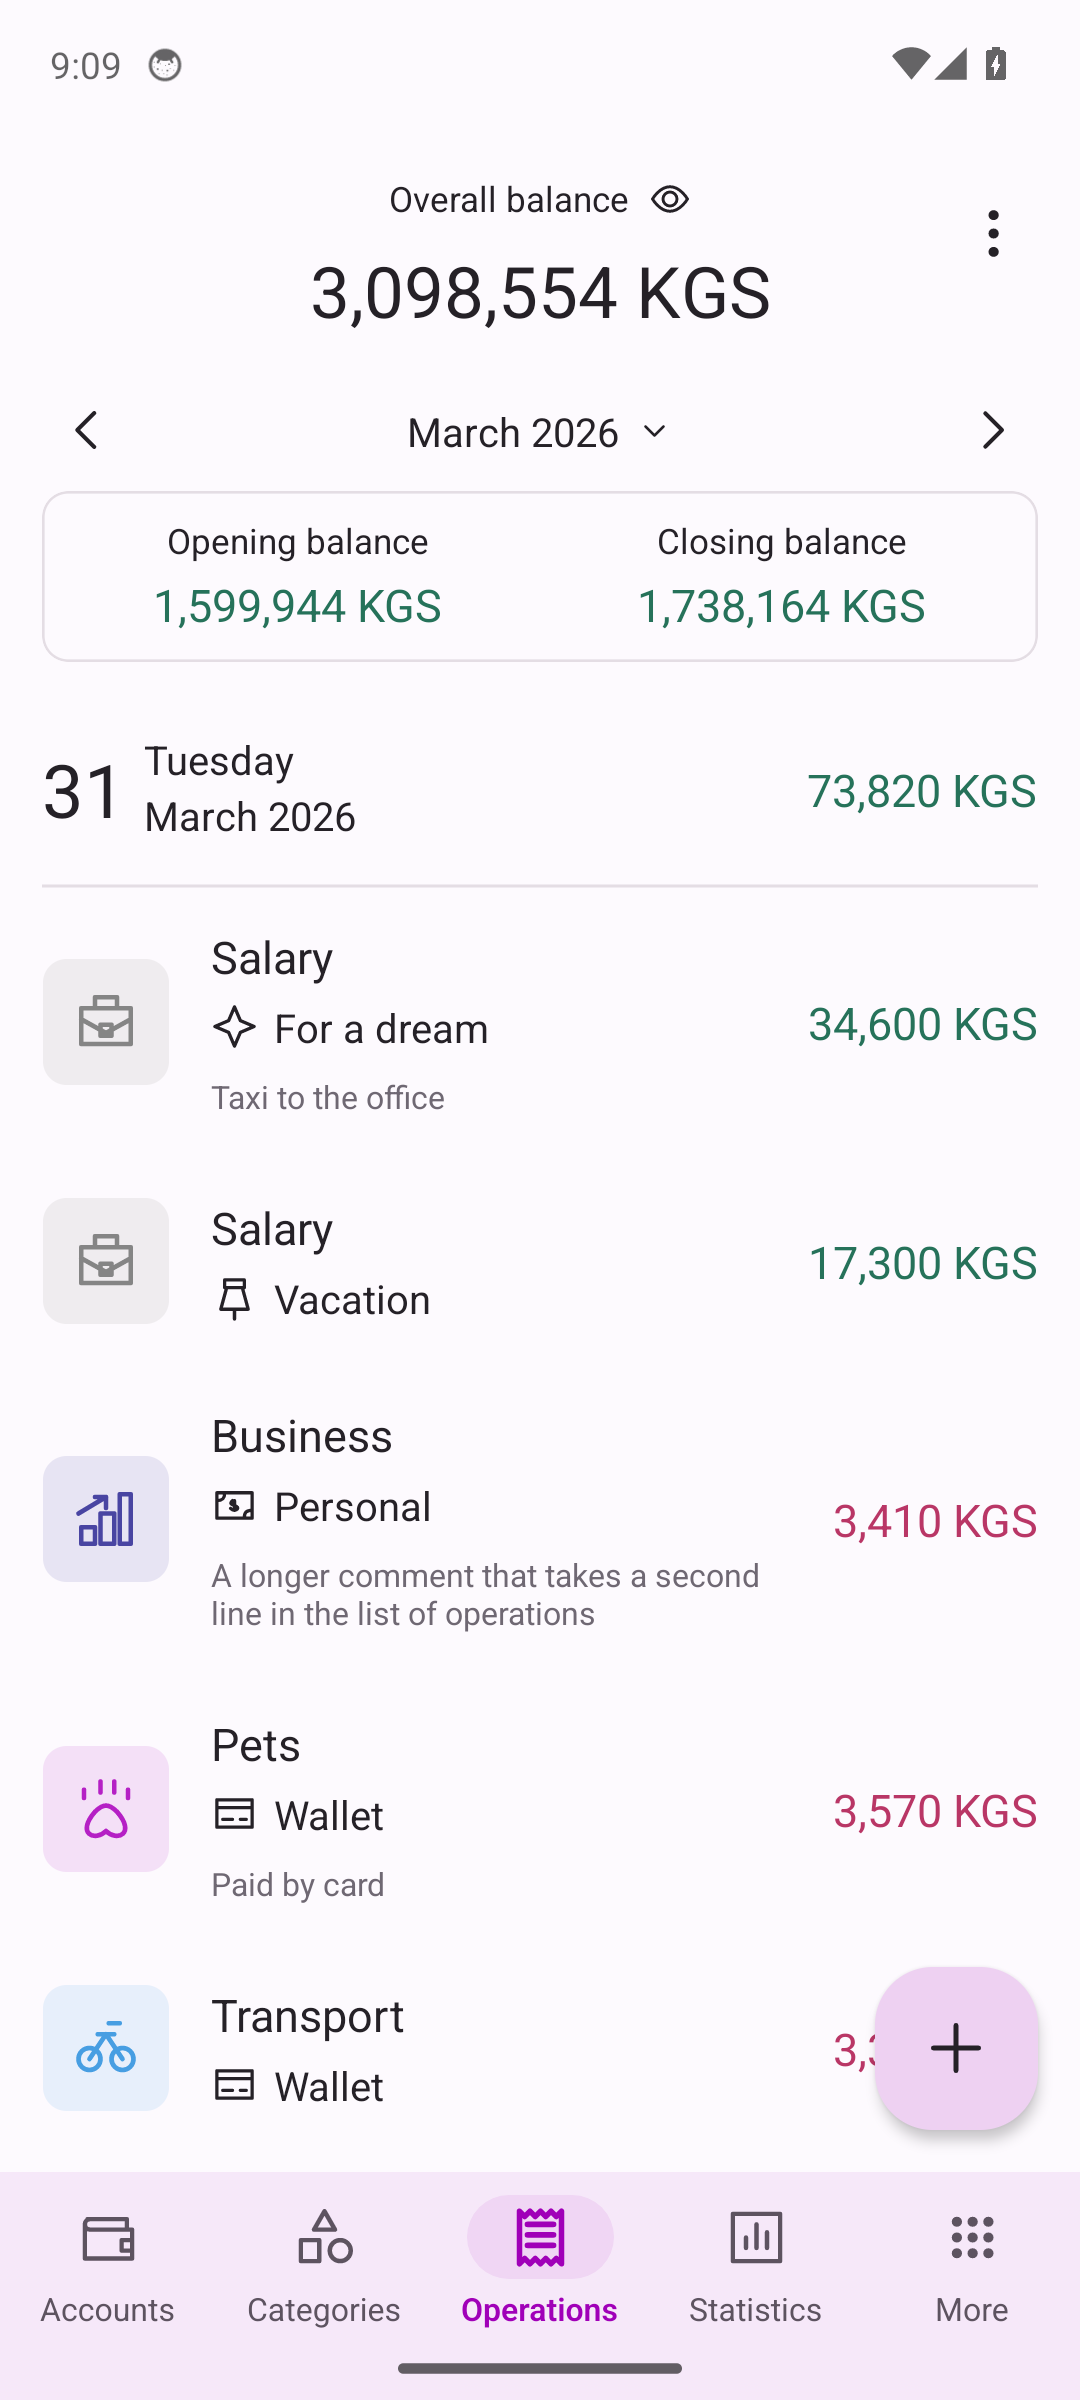 9:09
Overall balance
3,098,554 KGS
March 2026
Opening balance
Closing balance
1,599,944 KGS
1,738,164 KGS
31
Tuesday
March 2026
73,820 KGS
Salary
For a dream
Taxi to the office
34,600 KGS
Salary
Vacation
17,300 KGS
Business
Personal
A longer comment that takes a second
line in the list of operations
3,410 KGS
Pets
Wallet
Paid by card
3,570 KGS
Transport
Wallet
Accounts
Categories
Operations
Statistics
More